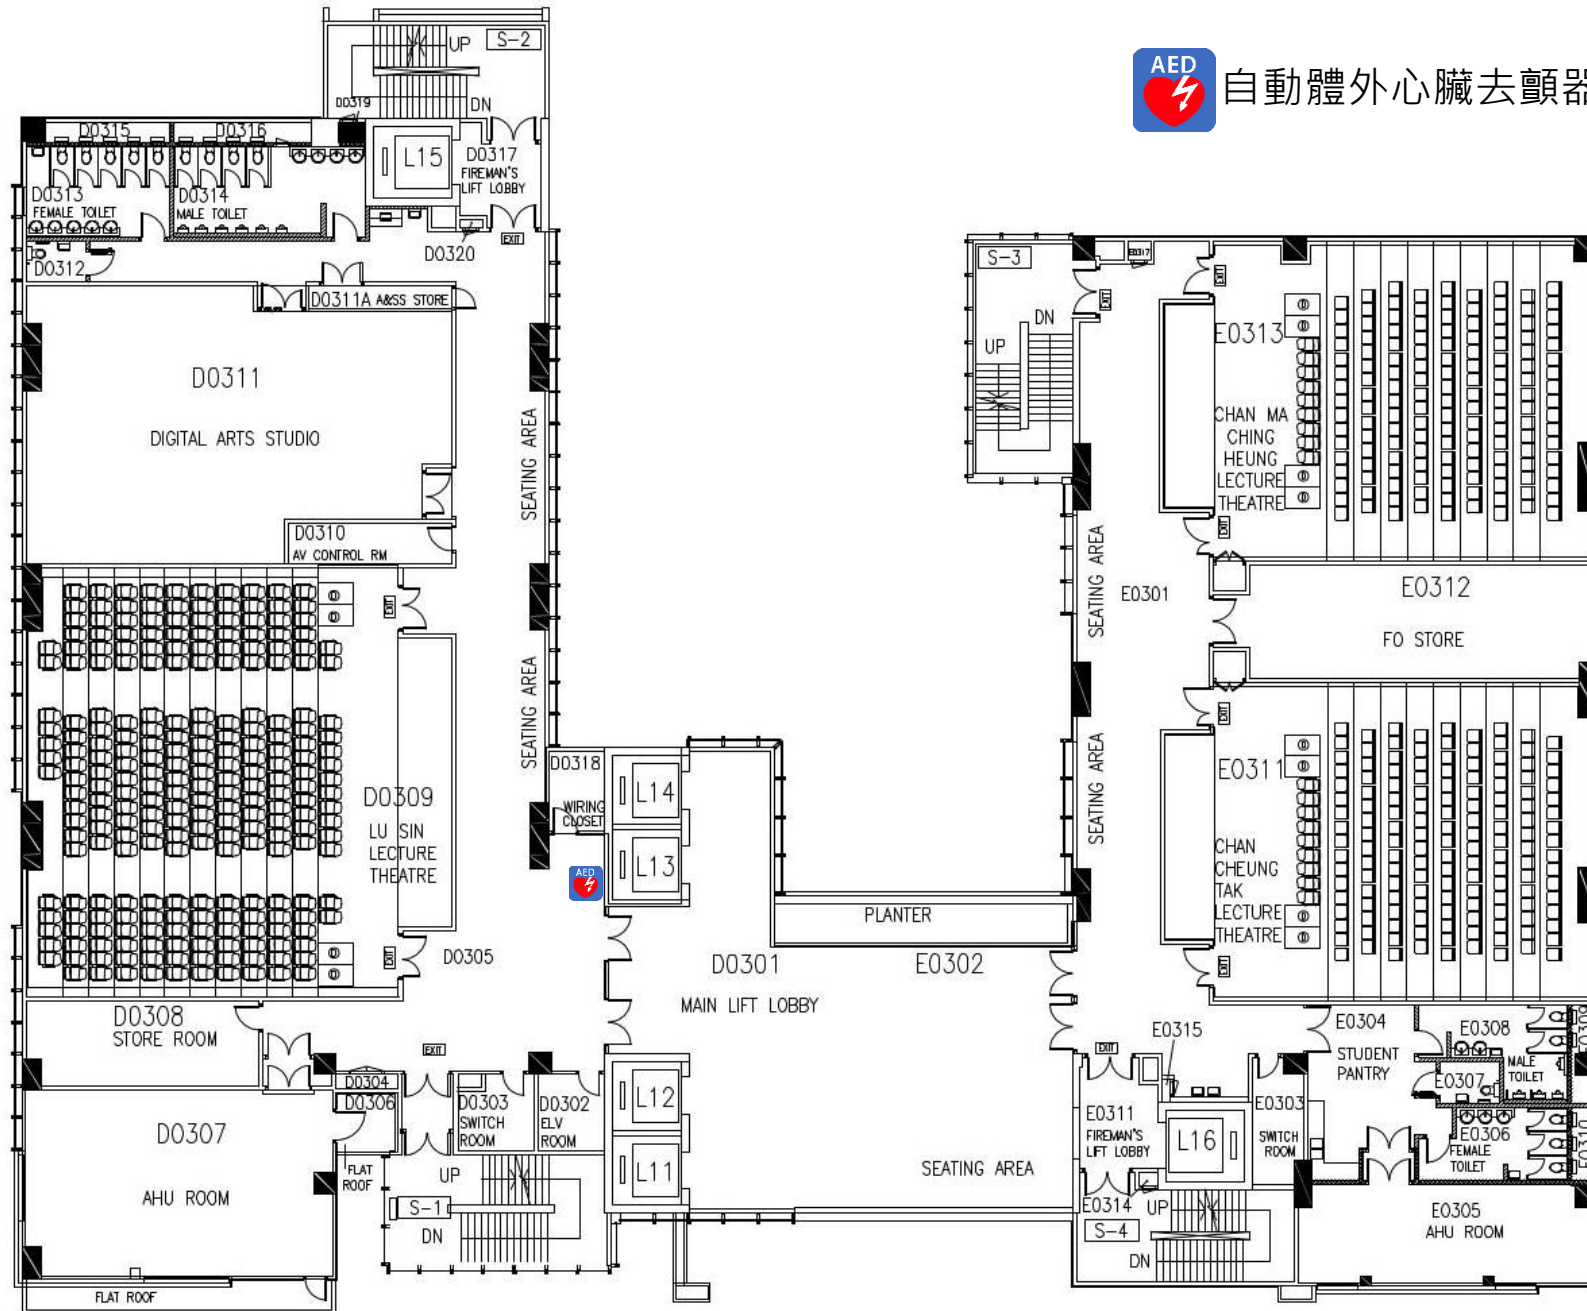 AED
自動體外心臟去顫器
UP
S-2
DN
D0319
D0315
D0316
L15
D0317
FIREMAN'S
LIFT LOBBY
D0313
FEMALE TOILET
D0314
MALE TOILET
D0312
D0320
EXIT
D0311A A&SS STORE
D0311
DIGITAL ARTS STUDIO
SEATING AREA
D0310
AV CONTROL RM
EXIT
SEATING AREA
D0309
LU SIN
LECTURE
THEATRE
EXIT
D0305
D0318
WIRING
CLOSET
L14
L13
AED
D0308
STORE ROOM
EXIT
D0304
D0306
D0303
SWITCH
ROOM
D0302
ELV
ROOM
L12
L11
D0307
AHU ROOM
FLAT
ROOF
UP
S-1
DN
FLAT ROOF
PLANTER
D0301
E0302
MAIN LIFT LOBBY
SEATING AREA
S-3
E0317
EXIT
EXIT
DN
UP
E0313
CHAN MA
CHING
HEUNG
LECTURE
THEATRE
EXIT
SEATING AREA
E0301
E0312
FO STORE
EXIT
SEATING AREA
E0311
CHAN
CHEUNG
TAK
LECTURE
THEATRE
EXIT
E0315
EXIT
E0304
STUDENT
PANTRY
E0308
MALE
TOILET
E0309
E0307
E0311
FIREMAN'S
LIFT LOBBY
L16
E0303
SWITCH
ROOM
E0306
FEMALE
TOILET
E0310
E0314
UP
S-4
DN
E0305
AHU ROOM